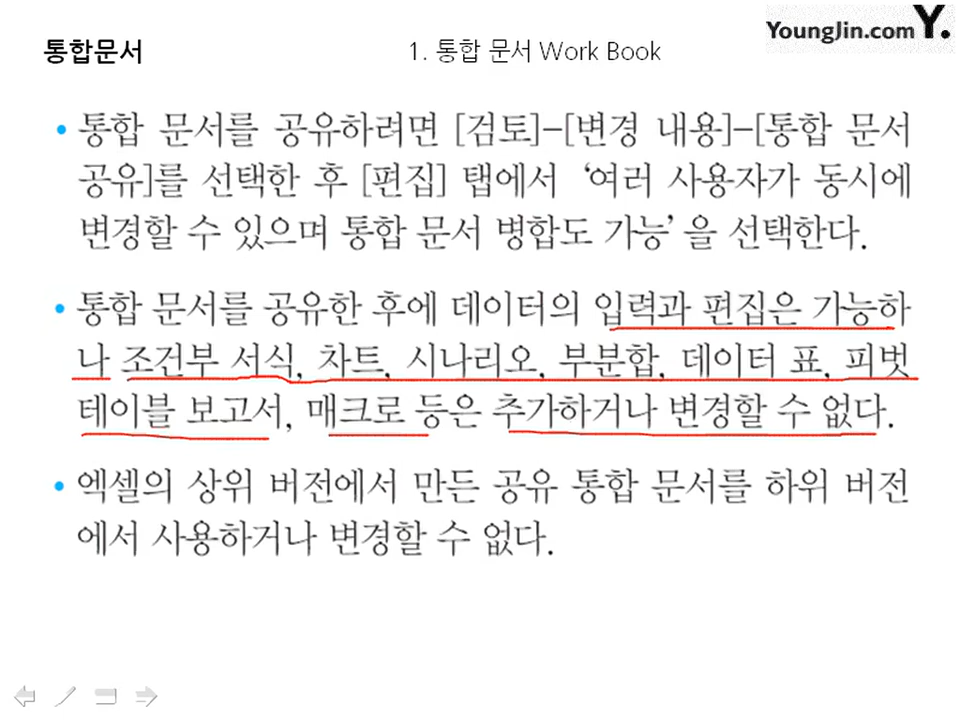 YoungJin.com Y.
통합문서
1. 통합 문서 Work Book
• 통합 문서를 공유하려면 [검토]-[변경 내용]-[통합 문서
공유]를 선택한 후 [편집] 탭에서 '여러 사용자가 동시에
변경할 수 있으며 통합 문서 병합도 가능'을 선택한다.
• 통합 문서를 공유한 후에 데이터의 입력과 편집은 가능하
나 조건부 서식, 차트, 시나리오, 부분합, 데이터 표, 피벗
테이블 보고서, 매크로 등은 추가하거나 변경할 수 없다.
• 엑셀의 상위 버전에서 만든 공유 통합 문서를 하위 버전
에서 사용하거나 변경할 수 없다.